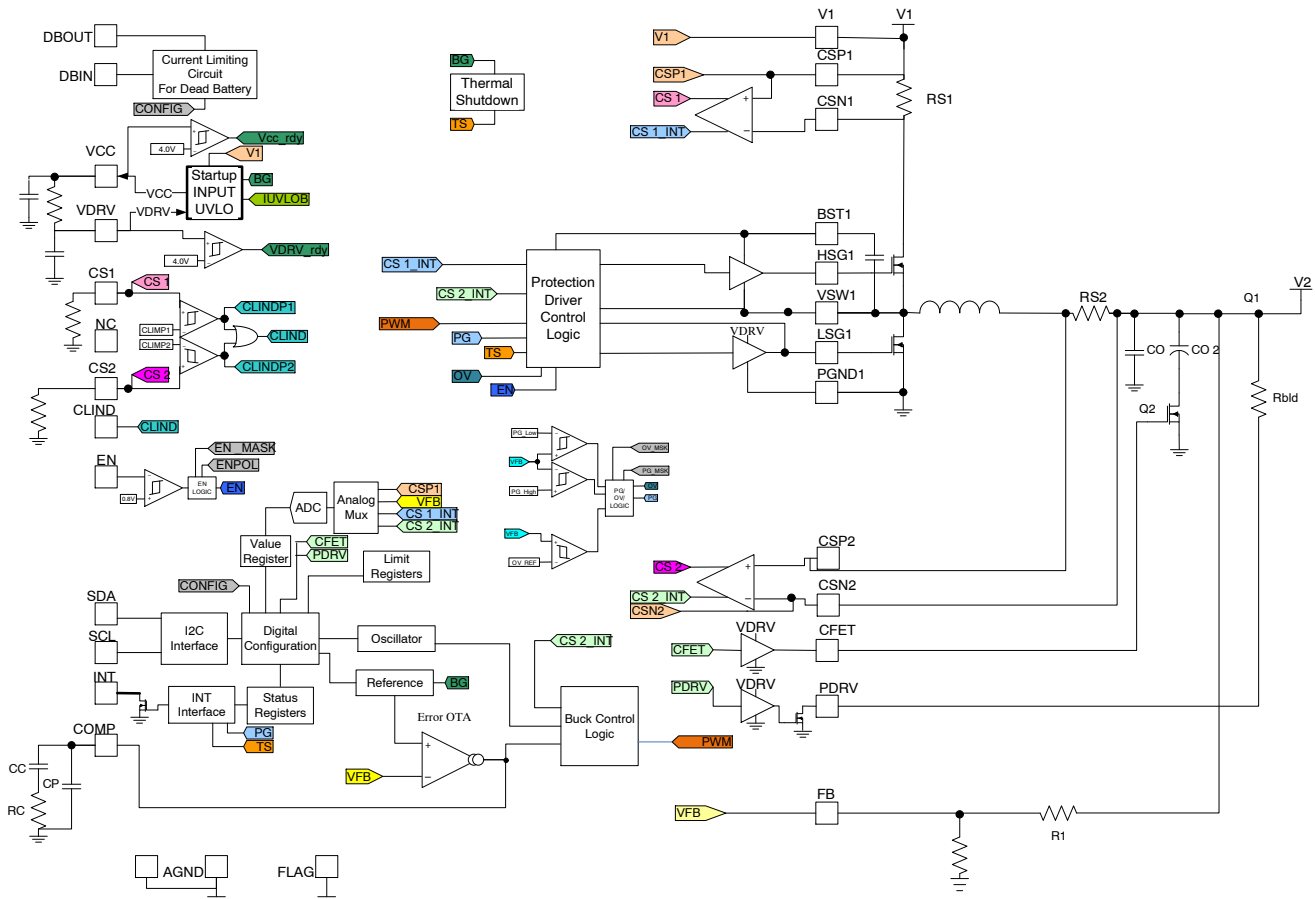 DBOUT
DBIN
Current Limiting
Circuit
For Dead Battery
CONFIG
BG
Thermal
Shutdown
TS
V1
V1
V1
CSP1
CSP1
CS 1
CSN1
CS 1_INT
+
−
RS1
Vcc_rdy
4.0V
V1
VCC
Startup
INPUT
UVLO
BG
IUVLOB
VCC
VDRV
VDRV
VDRV_rdy
4.0V
CS1
CS 1
CLINDP1
CLIMP1
NC
CLIND
CLIMP2
CLINDP2
CS2
CS 2
CLIND
CLIND
BST1
CS 1_INT
HSG1
CS 2_INT
Protection
Driver
Control
Logic
VSW1
PWM
PG
VDRV
LSG1
TS
OV
PGND1
EN
V2
Q1
RS2
CO
CO 2
Rbld
Q2
EN
EN_MASK
ENPOL
EN
LOGIC
EN
0.8V
PG_Low
VFB
PG_High
OV_MSK
PG_MSK
PG/
OV/
LOGIC
OV
PG
VFB
OV_REF
ADC
Analog
Mux
CSP1
VFB
CS 1_INT
CS 2_INT
Value
Register
CFET
PDRV
Limit
Registers
CONFIG
SDA
SCL
I2C
Interface
Digital
Configuration
Oscillator
Reference
BG
INT
INT
Interface
Status
Registers
PG
TS
COMP
CC
CP
RC
Error OTA
+
−
VFB
CS 2_INT
Buck Control
Logic
PWM
CSP2
CS 2
+
−
CSN2
CS 2_INT
CSN2
CFET
VDRV
CFET
PDRV
VDRV
PDRV
VFB
FB
R1
AGND
FLAG